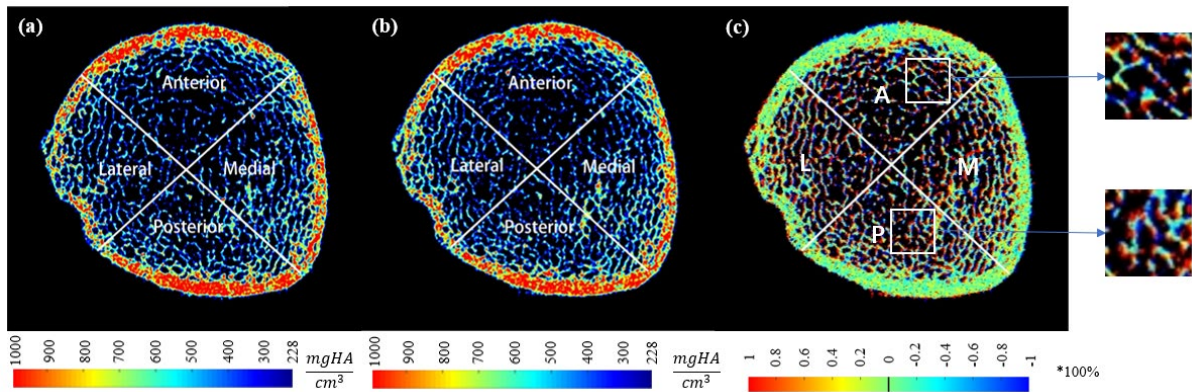 (a)
Anterior
Lateral
Medial
Posterior
1000
900
800
700
600
500
400
300
228
mgHA
cm³
(b)
Anterior
Lateral
Medial
Posterior
1000
900
800
700
600
500
400
300
228
mgHA
cm³
(c)
A
L
M
P
1
0.8
0.6
0.4
0.2
0
-0.2
-0.4
-0.6
-0.8
-1
*100%